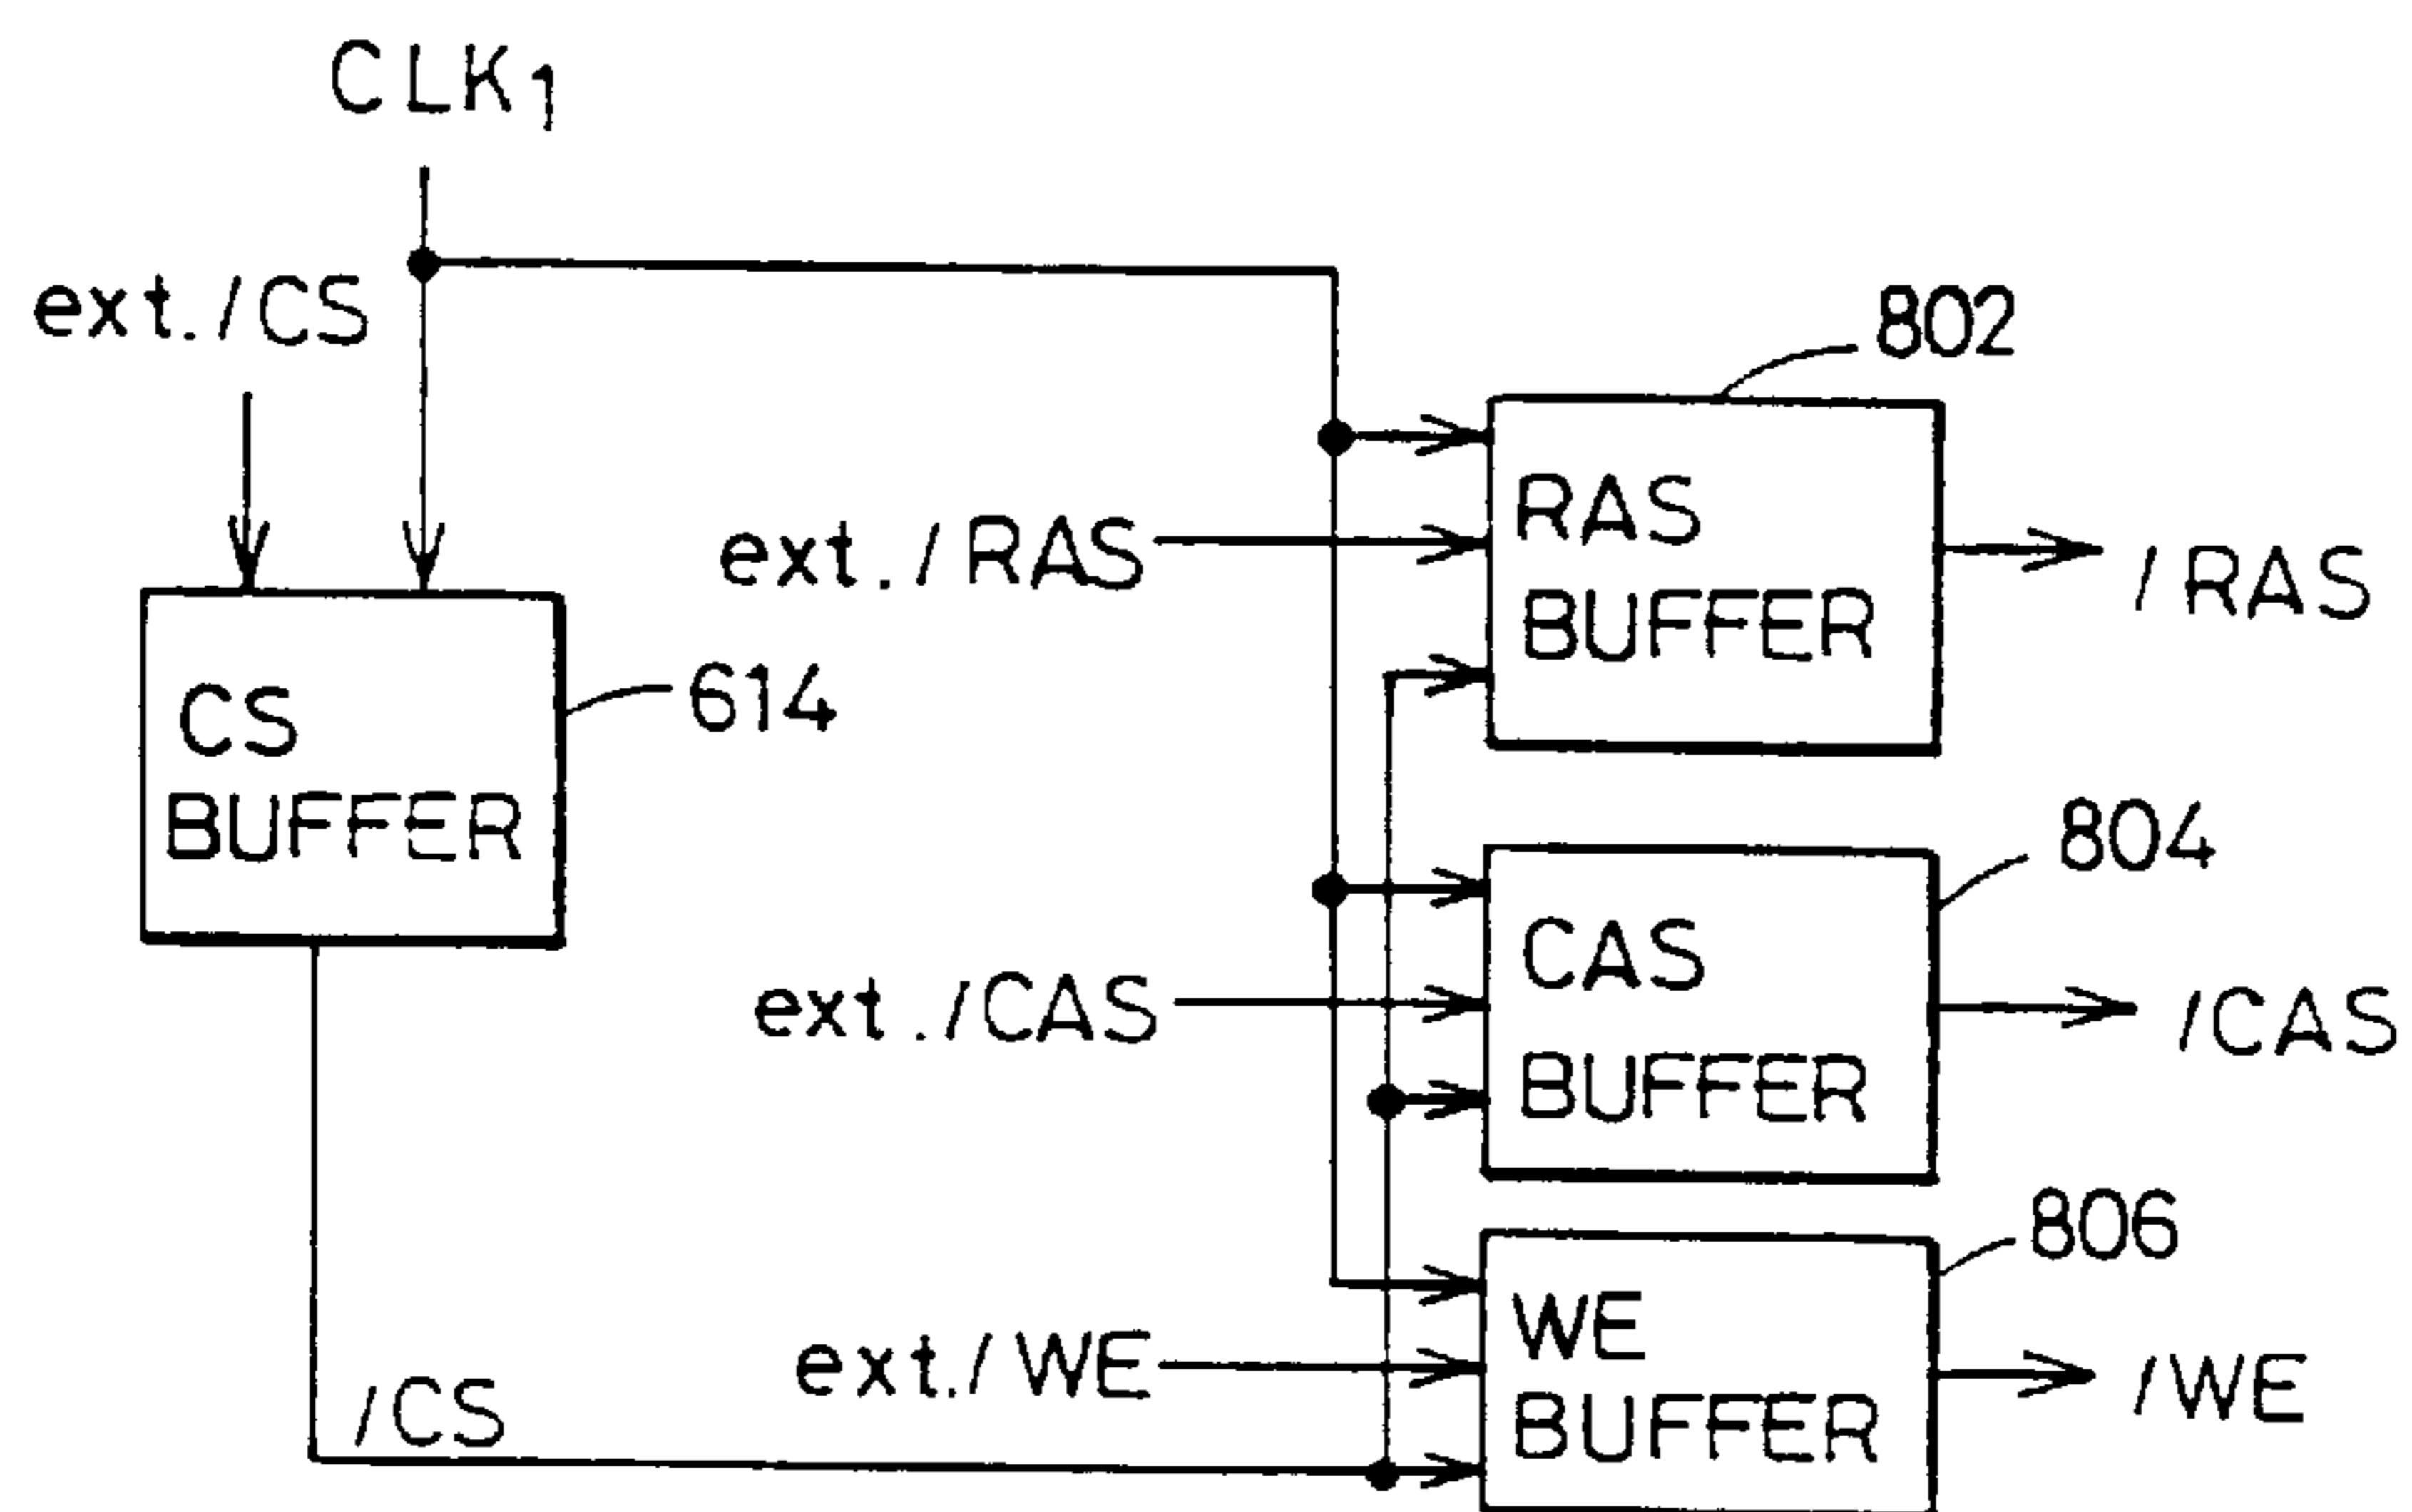 CLK1
ext./CS
802
ext./RAS
RAS
BUFFER
/RAS
614
CS
BUFFER
804
ext./CAS
CAS
BUFFER
/CAS
806
ext./WE
WE
BUFFER
/WE
/CS